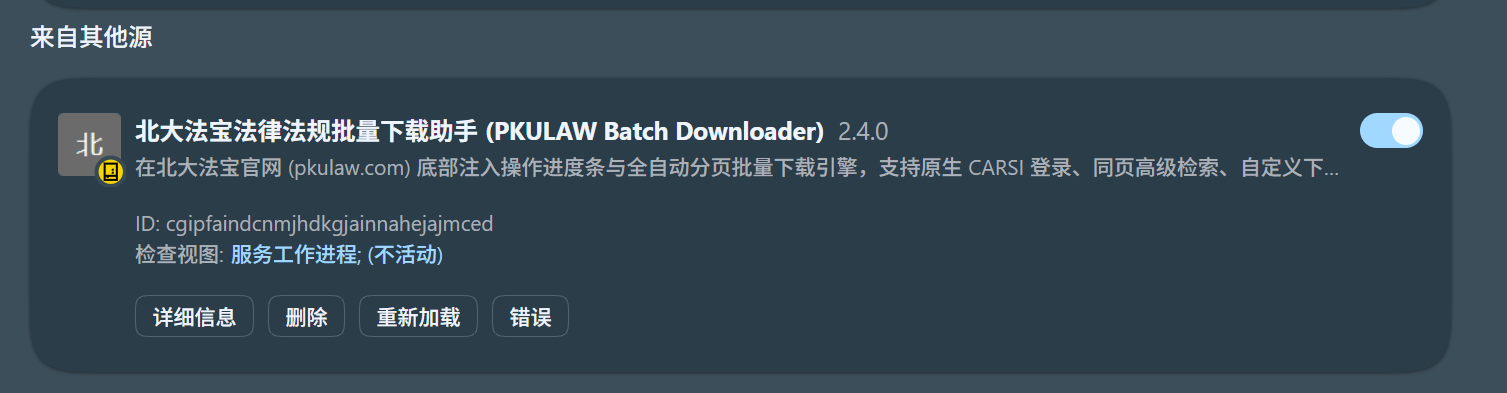 来自其他源
北
北大法宝法律法规批量下载助手 (PKULAW Batch Downloader) 2.4.0
在北大法宝官网 (pkulaw.com) 底部注入操作进度条与全自动分页批量下载引擎，支持原生 CARSI 登录、同页高级检索、自定义下...
ID: cgipfaindcnmjhdkgjainnahejajmced
检查视图: 服务工作进程; (不活动)
详细信息 删除 重新加载 错误